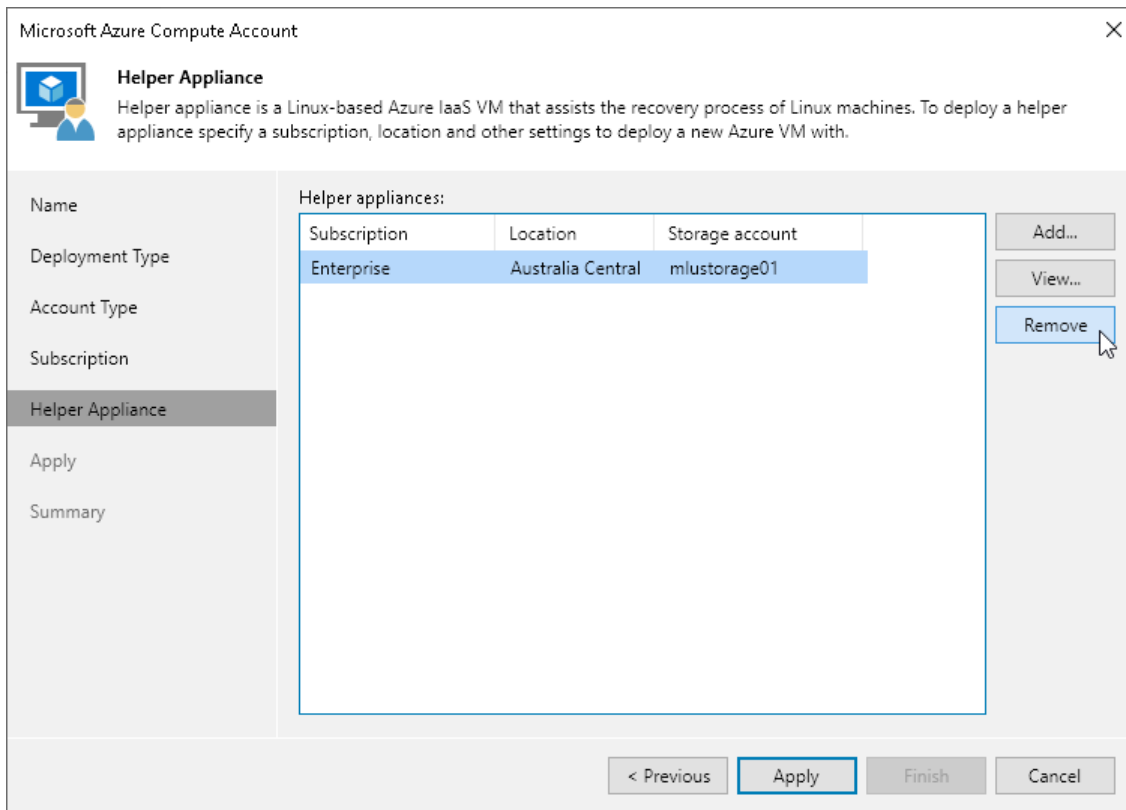 Microsoft Azure Compute Account
Helper Appliance
Helper appliance is a Linux-based Azure IaaS VM that assists the recovery process of Linux machines. To deploy a helper
appliance specify a subscription, location and other settings to deploy a new Azure VM with.
Name
Deployment Type
Account Type
Subscription
Helper Appliance
Apply
Summary
Helper appliances:
Subscription Location Storage account
Enterprise Australia Central mlustorage01
Add...
View...
Remove
< Previous Apply Finish Cancel